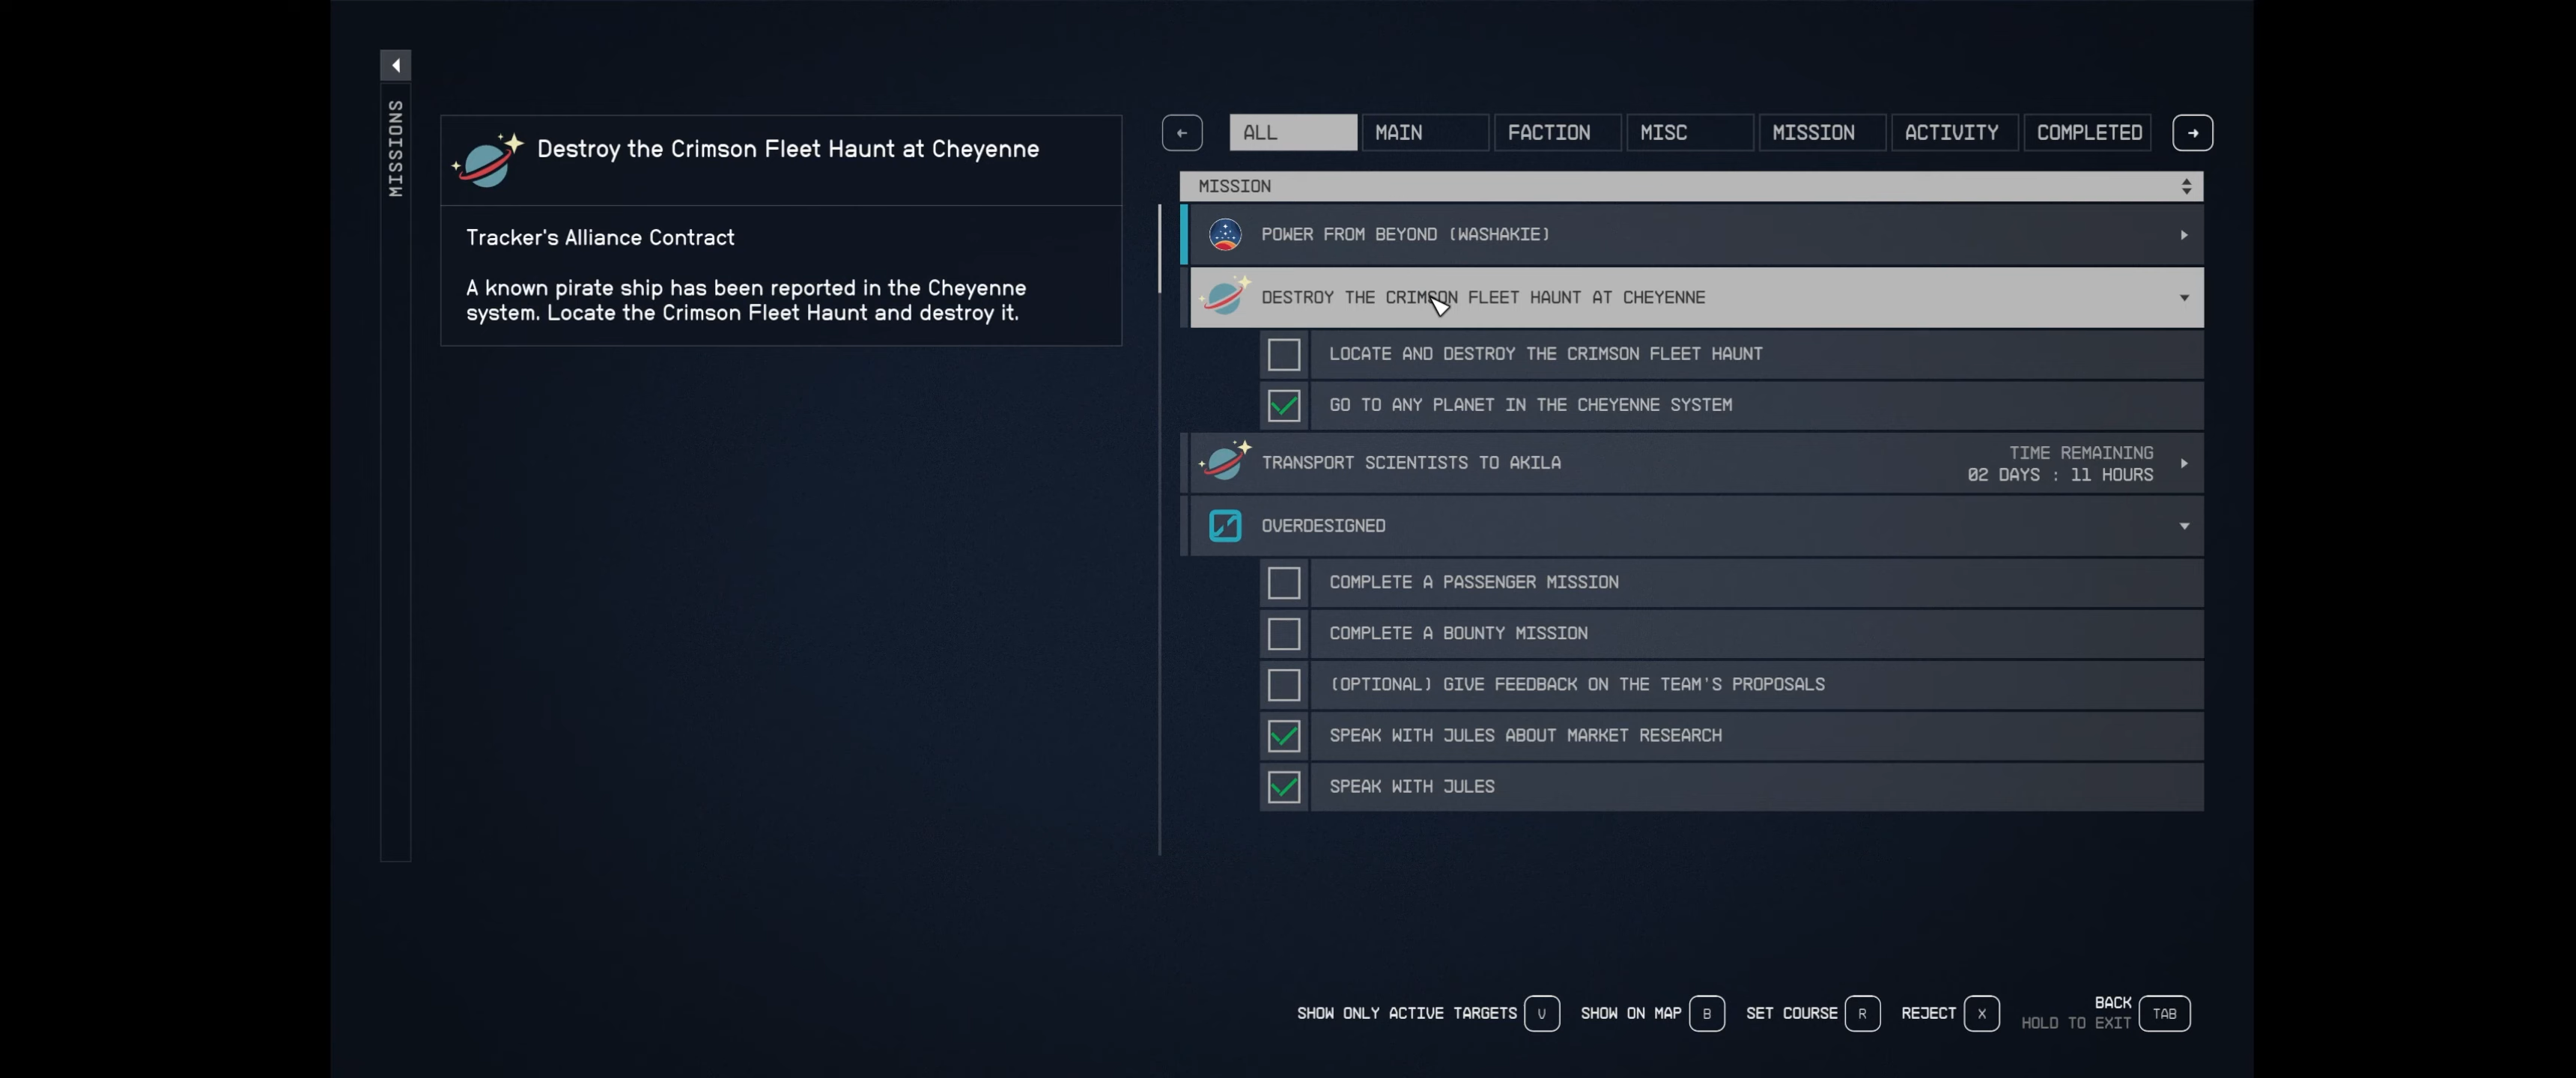 MISSIONS
Destroy the Crimson Fleet Haunt at Cheyenne
Tracker's Alliance Contract
A known pirate ship has been reported in the Cheyenne
system. Locate the Crimson Fleet Haunt and destroy it.
ALL
MAIN
FACTION
MISC
MISSION
ACTIVITY
COMPLETED
MISSION
POWER FROM BEYOND (WASHAKIE)
DESTROY THE CRIMSON FLEET HAUNT AT CHEYENNE
LOCATE AND DESTROY THE CRIMSON FLEET HAUNT
GO TO ANY PLANET IN THE CHEYENNE SYSTEM
TRANSPORT SCIENTISTS TO AKILA
TIME REMAINING
02 DAYS : 11 HOURS
OVERDESIGNED
COMPLETE A PASSENGER MISSION
COMPLETE A BOUNTY MISSION
(OPTIONAL) GIVE FEEDBACK ON THE TEAM'S PROPOSALS
SPEAK WITH JULES ABOUT MARKET RESEARCH
SPEAK WITH JULES
SHOW ONLY ACTIVE TARGETS V
SHOW ON MAP B
SET COURSE R
REJECT X
BACK
HOLD TO EXIT TAB